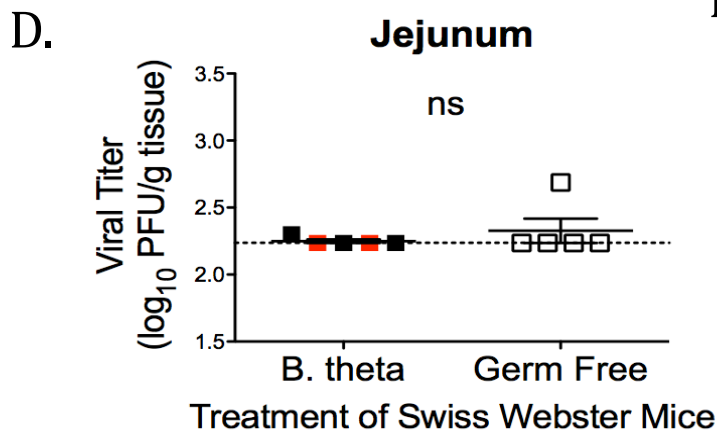 D.
Jejunum
ns
Viral Titer
(log10 PFU/g tissue)
3.5
3.0
2.5
2.0
1.5
B. theta
Germ Free
Treatment of Swiss Webster Mice